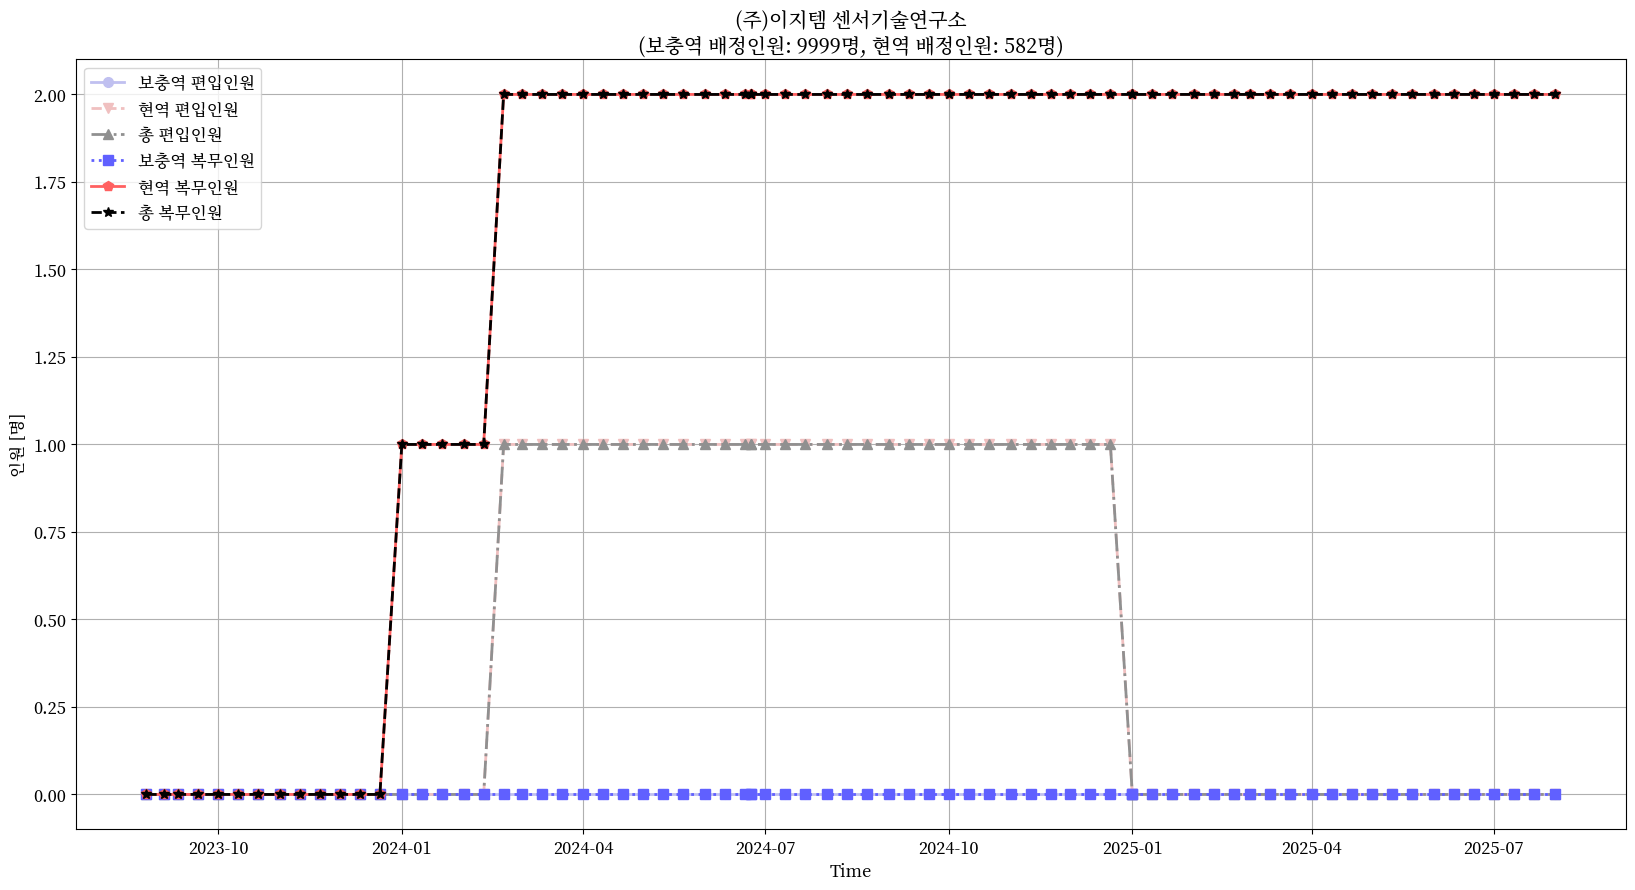 (주)이지템 센서기술연구소
(보충역 배정인원: 9999명, 현역 배정인원: 582명)
보충역 편입인원
현역 편입인원
총 편입인원
보충역 복무인원
현역 복무인원
총 복무인원
2.00
1.75
1.50
1.25
1.00
0.75
0.50
0.25
0.00
인원 [명]
2023-10
2024-01
2024-04
2024-07
2024-10
2025-01
2025-04
2025-07
Time